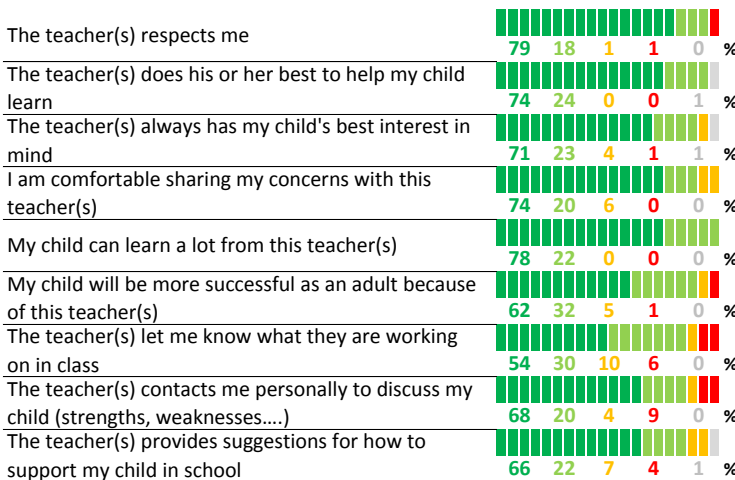 The teacher(s) respects me
79 18 1 1 0 %
The teacher(s) does his or her best to help my child
learn
74 24 0 0 1 %
The teacher(s) always has my child's best interest in
mind
71 23 4 1 1 %
I am comfortable sharing my concerns with this
teacher(s)
74 20 6 0 0 %
My child can learn a lot from this teacher(s)
78 22 0 0 0 %
My child will be more successful as an adult because
of this teacher(s)
62 32 5 1 0 %
The teacher(s) let me know what they are working
on in class
54 30 10 6 0 %
The teacher(s) contacts me personally to discuss my
child (strengths, weaknesses....)
68 20 4 9 0 %
The teacher(s) provides suggestions for how to
support my child in school
66 22 7 4 1 %